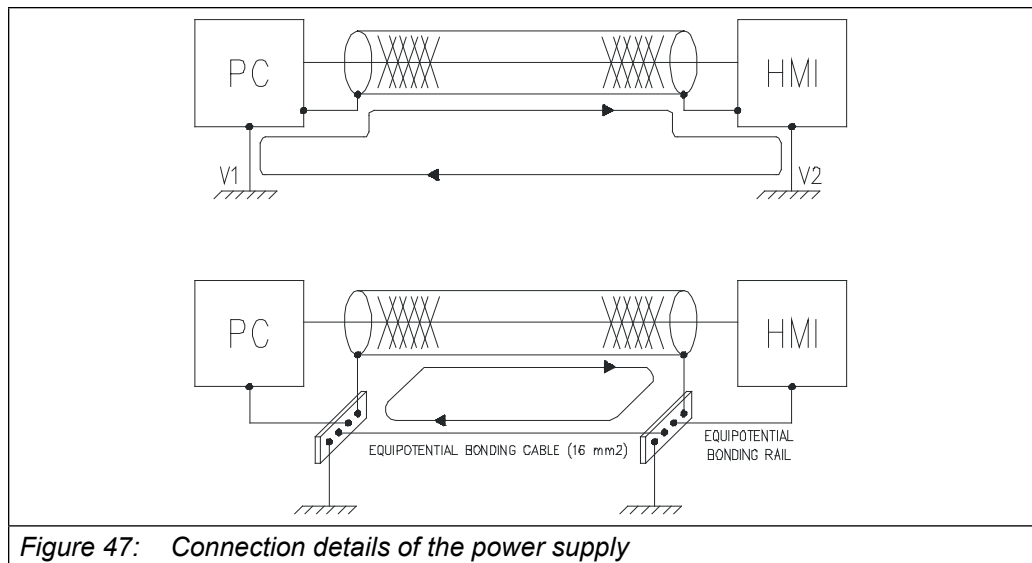 PC
HMI
V1
V2
PC
HMI
EQUIPOTENTIAL BONDING CABLE (16 mm2)
EQUIPOTENTIAL
BONDING RAIL
Figure 47: Connection details of the power supply